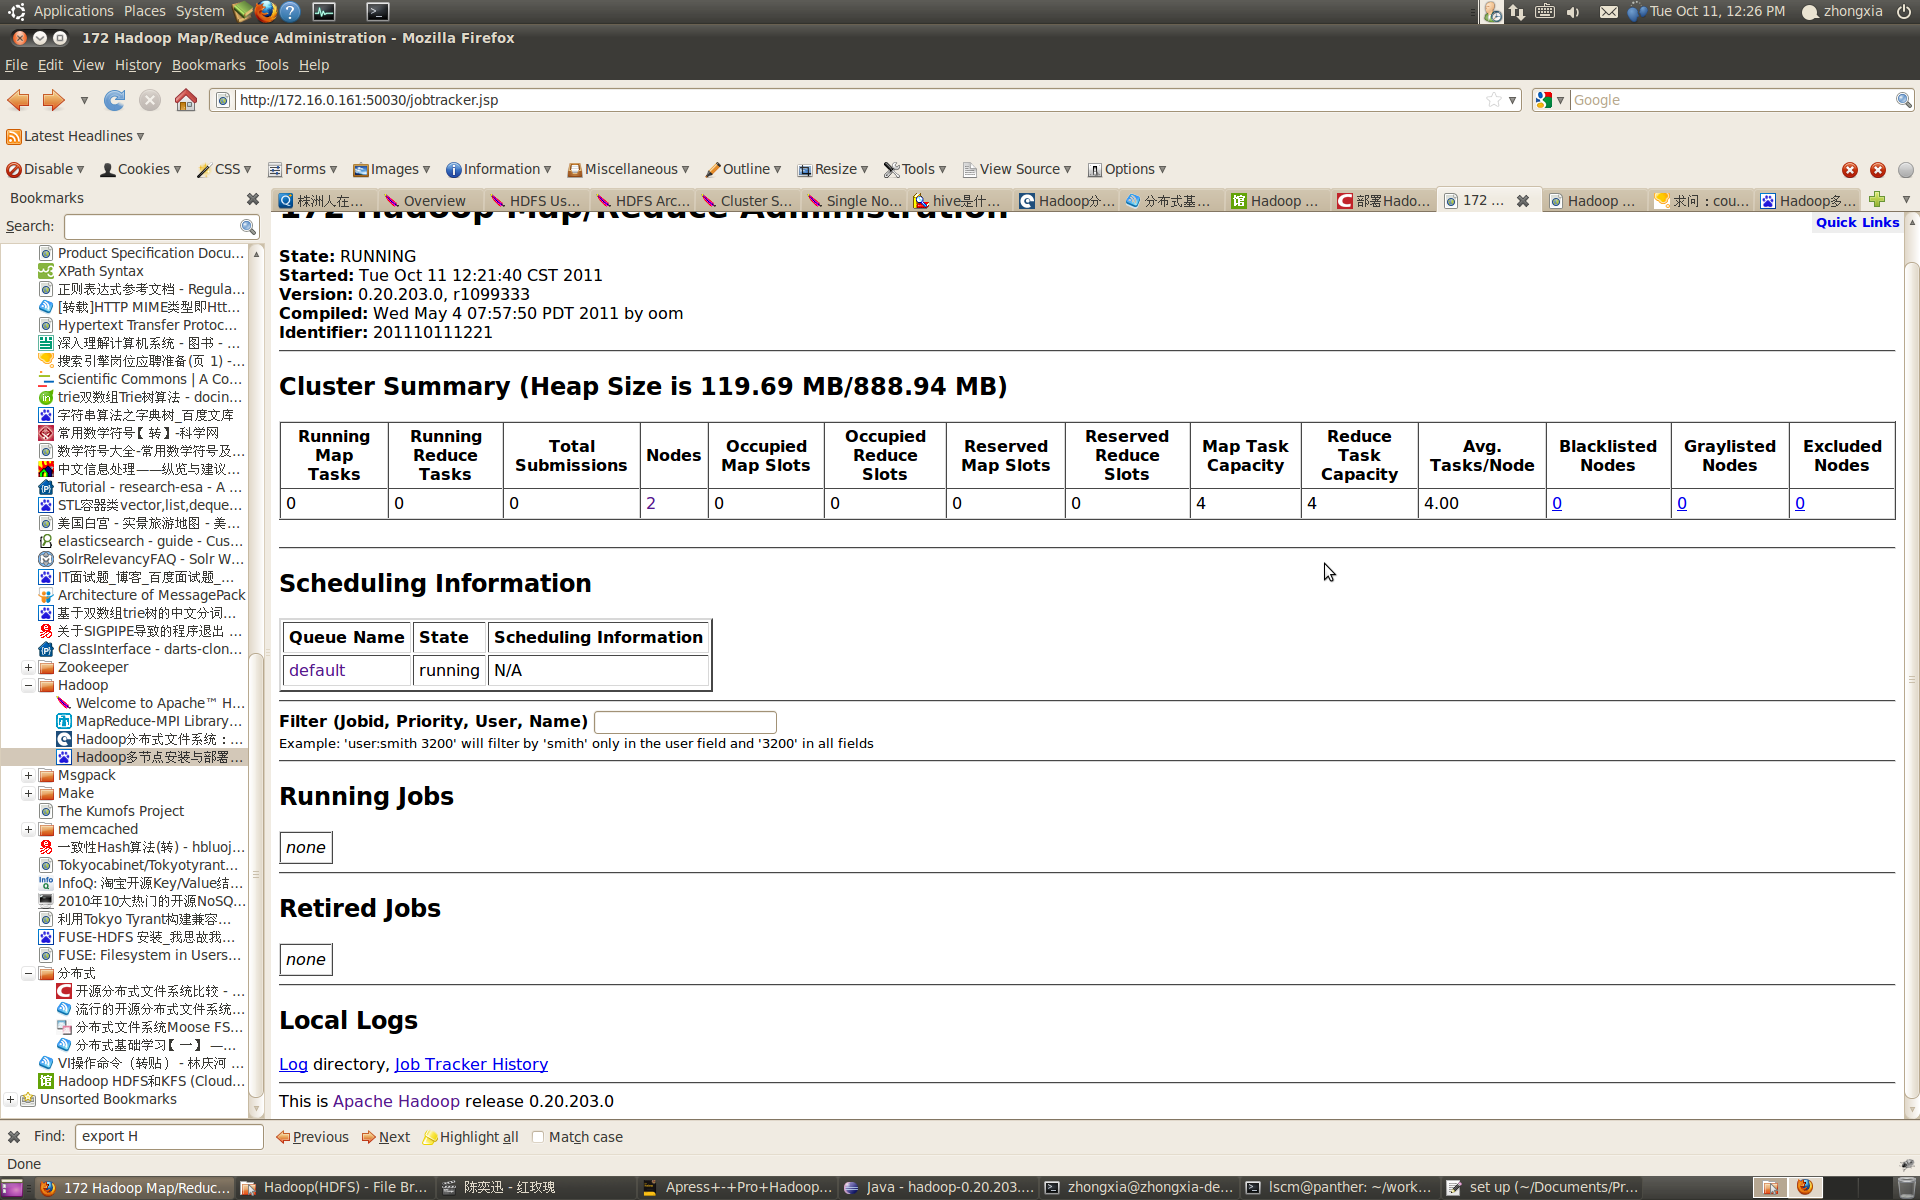 Applications Places System
Tue Oct 11, 12:26 PM zhongxia
172 Hadoop Map/Reduce Administration - Mozilla Firefox
File Edit View History Bookmarks Tools Help
http://172.16.0.161:50030/jobtracker.jsp
Google
Latest Headlines
Disable Cookies CSS Forms Images Information Miscellaneous Outline Resize Tools View Source Options
Bookmarks
株洲人在... Overview HDFS Us... HDFS Arc... Cluster S... Single No... hive是什... Hadoop分... 分布式基... Hadoop ... 部署Hado... 172 ... Hadoop ... 求问：cou... Hadoop多...
Search:
Product Specification Docu...
XPath Syntax
正则表达式参考文档 - Regula...
[转载]HTTP MIME类型即Htt...
Hypertext Transfer Protoc...
深入理解计算机系统 - 图书 - ...
搜索引擎岗位应聘准备(页 1) -...
Scientific Commons | A Co...
trie双数组Trie树算法 - docin...
字符串算法之字典树_百度文库
常用数学符号【 转】-科学网
数学符号大全-常用数学符号及...
中文信息处理——纵览与建议...
Tutorial - research-esa - A ...
STL容器类vector,list,deque...
美国白宫 - 实景旅游地图 - 美...
elasticsearch - guide - Cus...
SolrRelevancyFAQ - Solr W...
IT面试题_博客_百度面试题_...
Architecture of MessagePack
基于双数组trie树的中文分词...
关于SIGPIPE导致的程序退出 ...
ClassInterface - darts-clon...
Zookeeper
Hadoop
Welcome to Apache™ H...
MapReduce-MPI Library...
Hadoop分布式文件系统：...
Hadoop多节点安装与部署...
Msgpack
Make
The Kumofs Project
memcached
一致性Hash算法(转) - hbluoj...
Tokyocabinet/Tokyotyrant...
InfoQ: 淘宝开源Key/Value结...
2010年10大热门的开源NoSQ...
利用Tokyo Tyrant构建兼容...
FUSE-HDFS 安装_我思故我...
FUSE: Filesystem in Users...
分布式
开源分布式文件系统比较 - ...
流行的开源分布式文件系统...
分布式文件系统Moose FS...
分布式基础学习【 一】 —...
VI操作命令（转贴） - 林庆河 ...
Hadoop HDFS和KFS (Cloud...
Unsorted Bookmarks
172 Hadoop Map/Reduce Administration
Quick Links
State: RUNNING
Started: Tue Oct 11 12:21:40 CST 2011
Version: 0.20.203.0, r1099333
Compiled: Wed May 4 07:57:50 PDT 2011 by oom
Identifier: 201110111221
Cluster Summary (Heap Size is 119.69 MB/888.94 MB)
Running Map Tasks Running Reduce Tasks Total Submissions Nodes Occupied Map Slots Occupied Reduce Slots Reserved Map Slots Reserved Reduce Slots Map Task Capacity Reduce Task Capacity Avg. Tasks/Node Blacklisted Nodes Graylisted Nodes Excluded Nodes
0 0 0 2 0 0 0 0 4 4 4.00 0 0 0
Scheduling Information
Queue Name State Scheduling Information
default running N/A
Filter (Jobid, Priority, User, Name)
Example: 'user:smith 3200' will filter by 'smith' only in the user field and '3200' in all fields
Running Jobs
none
Retired Jobs
none
Local Logs
Log directory, Job Tracker History
This is Apache Hadoop release 0.20.203.0
Find: export H Previous Next Highlight all Match case
Done
172 Hadoop Map/Reduc... Hadoop(HDFS) - File Br... 陈奕迅 - 红玫瑰 Apress+-+Pro+Hadoop... Java - hadoop-0.20.203.... zhongxia@zhongxia-de... lscm@panther: ~/work... set up (~/Documents/Pr...